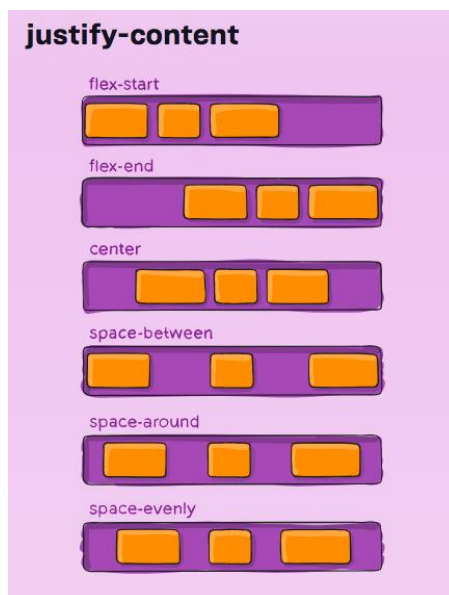 justify-content
flex-start
flex-end
center
space-between
space-around
space-evenly